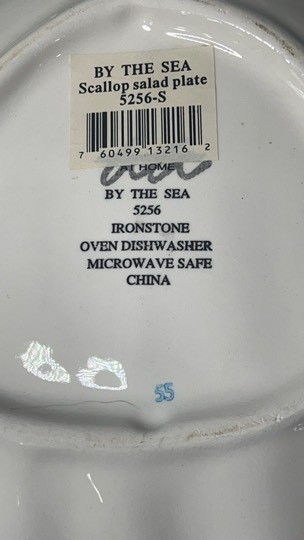 BY THE SEA
Scallop salad plate
5256-S
7 60499 13216 2
AT HOME
BY THE SEA
5256
IRONSTONE
OVEN DISHWASHER
MICROWAVE SAFE
CHINA
55